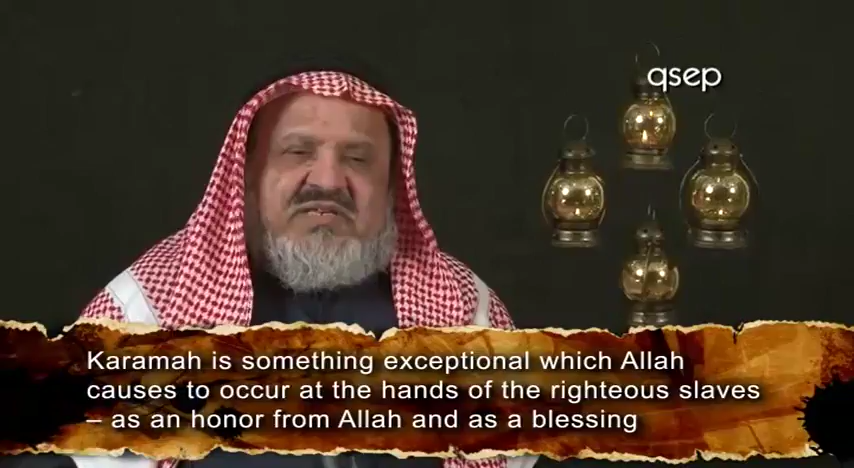 qsep
Karamah is something exceptional which Allah
causes to occur at the hands of the righteous slaves
– as an honor from Allah and as a blessing